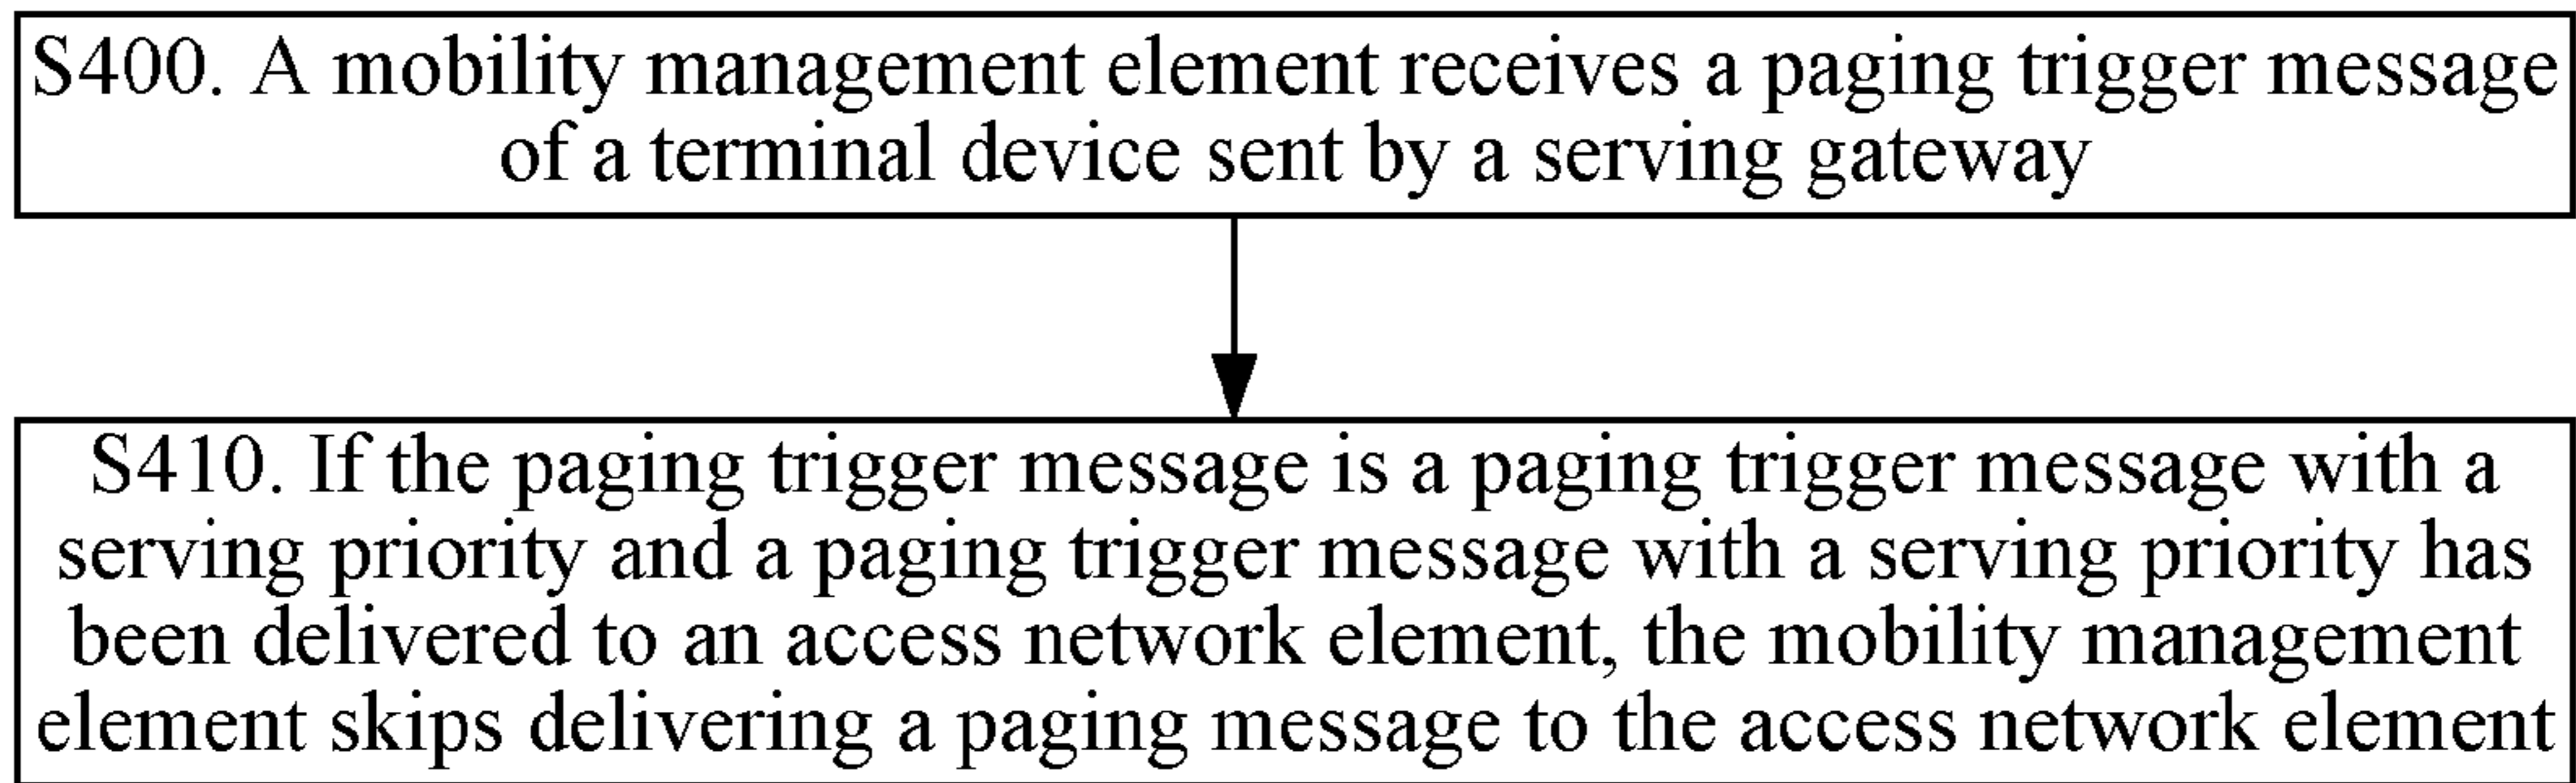 S400. A mobility management element receives a paging trigger message
of a terminal device sent by a serving gateway
S410. If the paging trigger message is a paging trigger message with a
serving priority and a paging trigger message with a serving priority has
been delivered to an access network element, the mobility management
element skips delivering a paging message to the access network element